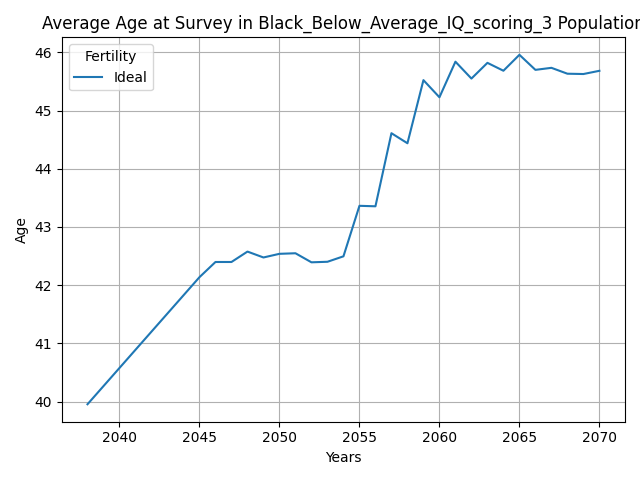 Average Age at Survey in Black_Below_Average_IQ_scoring_3 Population
Fertility
Ideal
46
45
44
43
42
41
40
Age
2040 2045 2050 2055 2060 2065 2070
Years